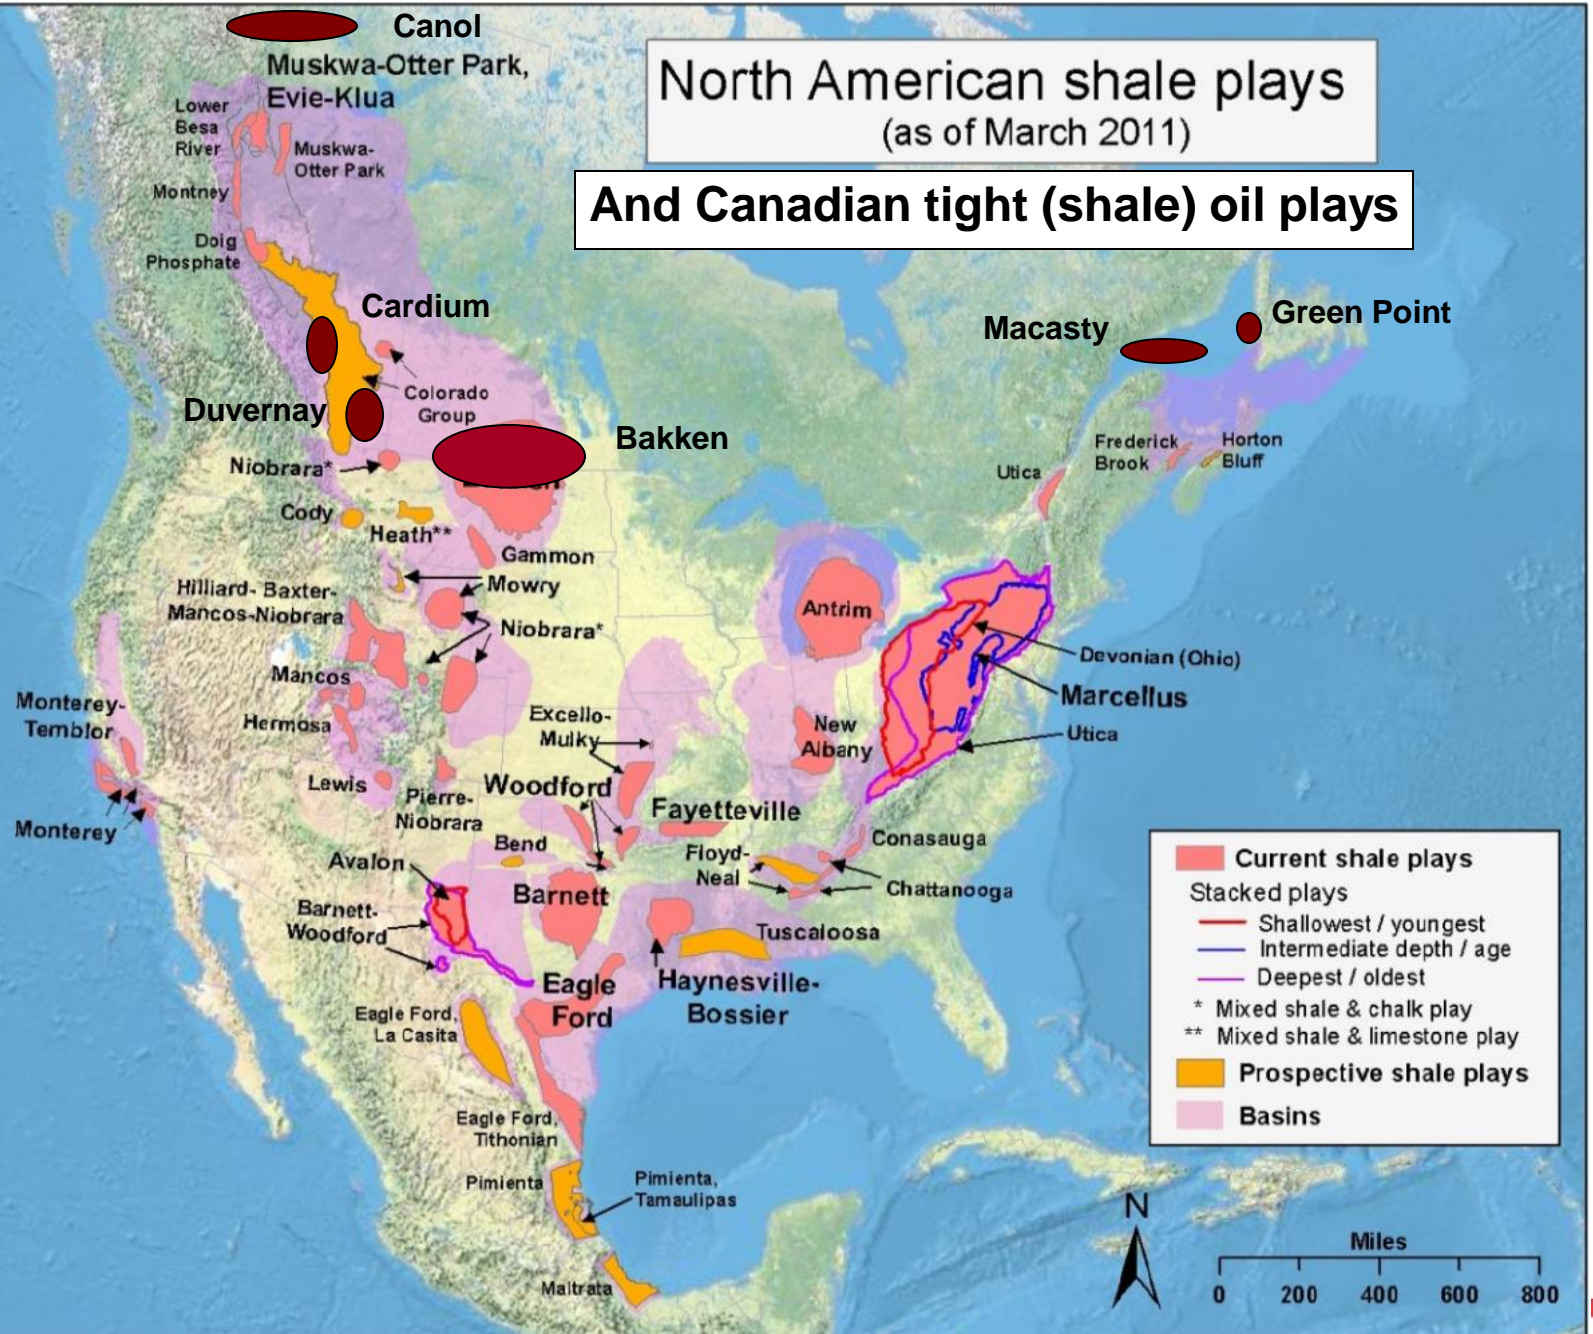 Canol
Muskwa-Otter Park,
Evie-Klua
North American shale plays
(as of March 2011)
And Canadian tight (shale) oil plays
Lower
Besa
River
Muskwa-
Otter Park
Montney
Doig
Phosphate
Cardium
Colorado
Group
Duvernay
Bakken
Niobrara*
Macasty
Green Point
Frederick
Brook
Horton
Bluff
Utica
Cody
Heath**
Gammon
Mowry
Hilliard- Baxter-
Mancos-Niobrara
Niobrara*
Antrim
Devonian (Ohio)
Marcellus
Utica
Mancos
Hermosa
Monterey-
Temblor
Excello-
Mulky
New
Albany
Lewis
Pierre-
Niobrara
Woodford
Fayetteville
Monterey
Bend
Floyd-
Neal
Conasauga
Chattanooga
Avalon
Barnett
Barnett-
Woodford
Tuscaloosa
Eagle
Ford
Haynesville-
Bossier
Eagle Ford,
La Casita
Eagle Ford,
Tithonian
Pimienta
Pimienta,
Tamaulipas
Maltrata
Current shale plays
Stacked plays
Shallowest / youngest
Intermediate depth / age
Deepest / oldest
* Mixed shale & chalk play
** Mixed shale & limestone play
Prospective shale plays
Basins
N
Miles
0 200 400 600 800